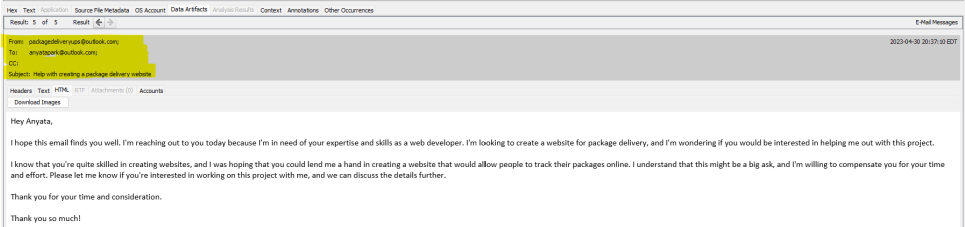 Hex Text Application Source File Metadata OS Account Data Artifacts Analysis Results Context Annotations Other Occurrences
Result: 5 of 5 Result E-Mail Messages
From: packagedeliveryups@outlook.com; 2023-04-30 20:37:10 EDT
To: anyatapark@outlook.com;
CC:
Subject: Help with creating a package delivery website
Headers Text HTML RTF Attachments (0) Accounts
Download Images
Hey Anyata,
I hope this email finds you well. I'm reaching out to you today because I'm in need of your expertise and skills as a web developer. I'm looking to create a website for package delivery, and I'm wondering if you would be interested in helping me out with this project.
I know that you're quite skilled in creating websites, and I was hoping that you could lend me a hand in creating a website that would allow people to track their packages online. I understand that this might be a big ask, and I'm willing to compensate you for your time
and effort. Please let me know if you're interested in working on this project with me, and we can discuss the details further.
Thank you for your time and consideration.
Thank you so much!